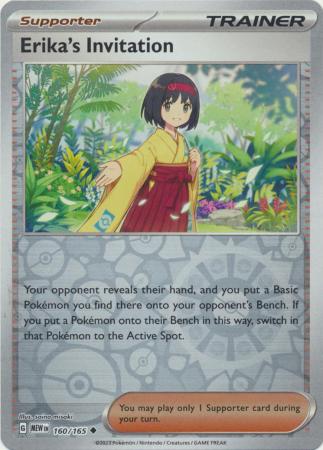 Supporter
TRAINER
Erika's Invitation
Your opponent reveals their hand, and you put a Basic
Pokémon you find there onto your opponent's Bench. If
you put a Pokémon onto their Bench in this way, switch in
that Pokémon to the Active Spot.
Illus. saino misaki
G MEW EN 160/165 ◆
You may play only 1 Supporter card during
your turn.
©2023 Pokémon / Nintendo / Creatures / GAME FREAK